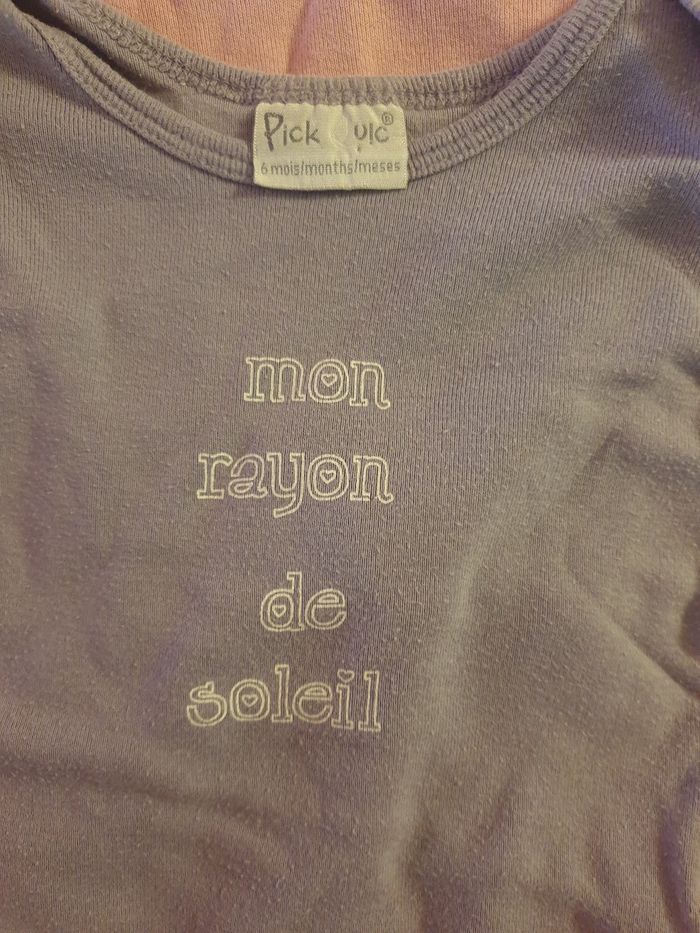 Pick Ouic®
6 mois/months/meses
mon
rayon
de
soleil